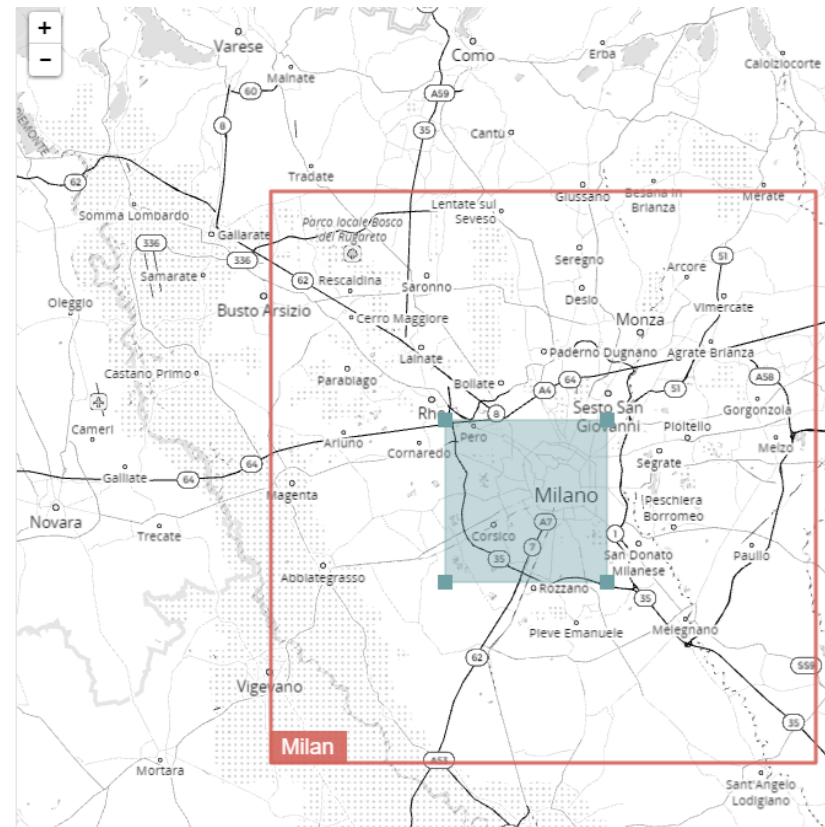 +
−
Varese
Como
Erba
Calolziocorte
Malnate
60
A59
8
35
Cantù
PIEMONTE
Tradate
62
Giussano
Besana in
Brianza
Merate
Lentate sul
Seveso
Somma Lombardo
Parco locale Bosco
del Rugareto
Gallarate
336
336
Seregno
51
Arcore
Samarate
62
Rescaldina
Saronno
Desio
Oleggio
Busto Arsizio
Cerro Maggiore
Vimercate
Monza
Lainate
Paderno Dugnano
Agrate Brianza
Castano Primo
Parabiago
Bollate
A4
64
51
A58
Rho
8
Sesto San
Giovanni
Gorgonzola
Cameri
Arluno
Pero
Pioltello
Cornaredo
Melzo
64
Segrate
Galliate
64
Magenta
Milano
Peschiera
Borromeo
Novara
Trecate
A7
Corsico
7
1
San Donato
Milanese
Paullo
35
Abbiategrasso
Rozzano
35
Pieve Emanuele
Melegnano
62
SS9
Vigevano
35
Milan
A53
Mortara
Sant'Angelo
Lodigiano